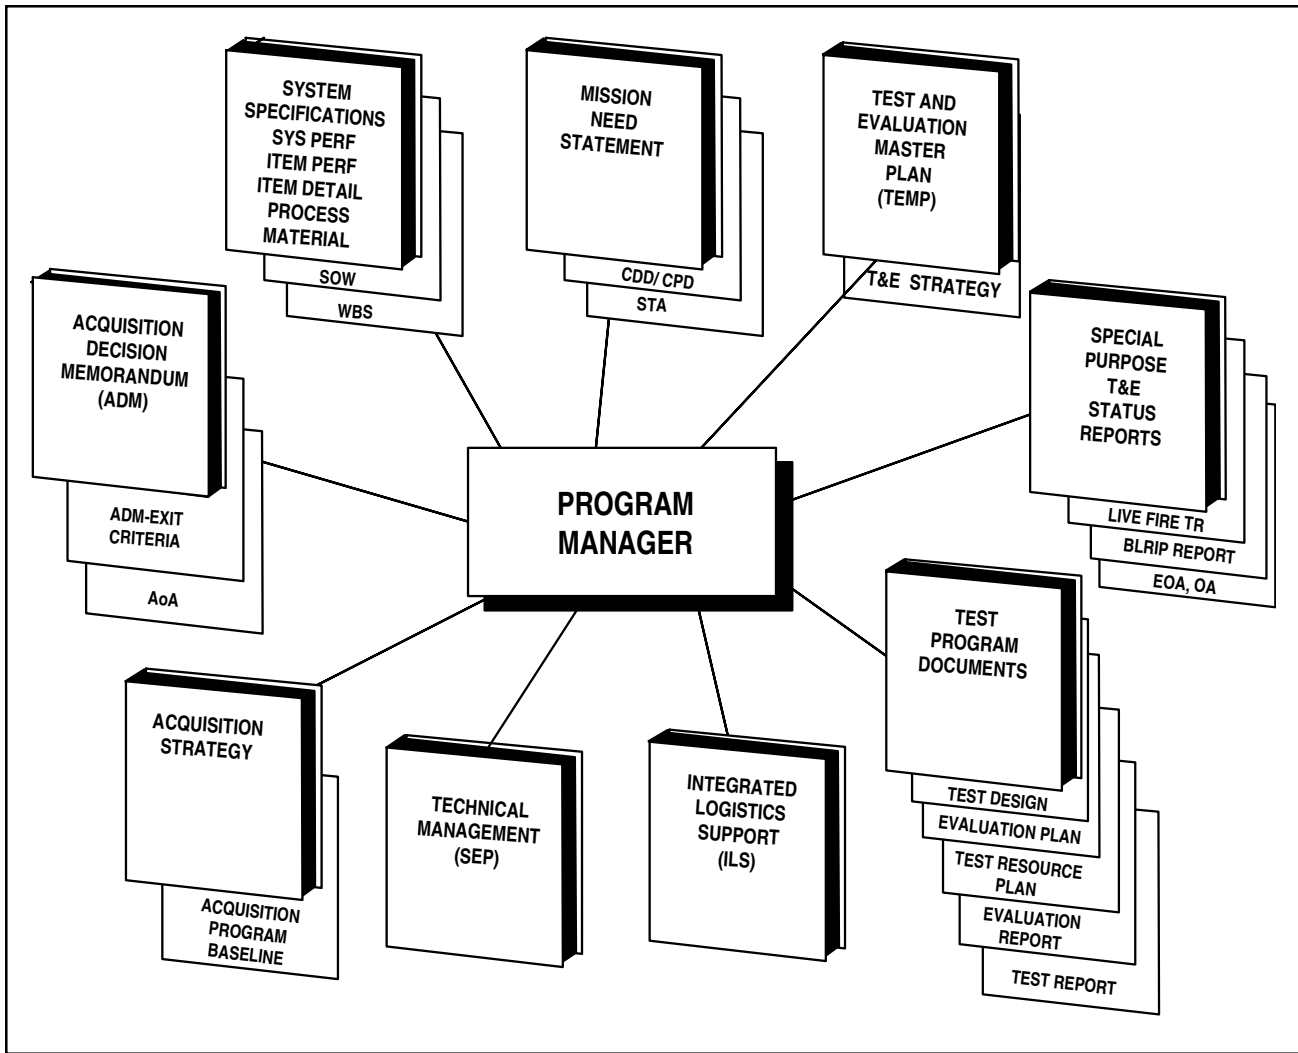 SYSTEM
SPECIFICATIONS
SYS PERF
ITEM PERF
ITEM DETAIL
PROCESS
MATERIAL
SOW
WBS
MISSION
NEED
STATEMENT
CDD/ CPD
STA
TEST AND
EVALUATION
MASTER
PLAN
(TEMP)
T&E STRATEGY
ACQUISITION
DECISION
MEMORANDUM
(ADM)
ADM-EXIT
CRITERIA
AoA
SPECIAL
PURPOSE
T&E
STATUS
REPORTS
LIVE FIRE TR
BLRIP REPORT
EOA, OA
PROGRAM
MANAGER
TEST
PROGRAM
DOCUMENTS
TEST DESIGN
EVALUATION PLAN
TEST RESOURCE
PLAN
EVALUATION
REPORT
TEST REPORT
ACQUISITION
STRATEGY
ACQUISITION
PROGRAM
BASELINE
TECHNICAL
MANAGEMENT
(SEP)
INTEGRATED
LOGISTICS
SUPPORT
(ILS)